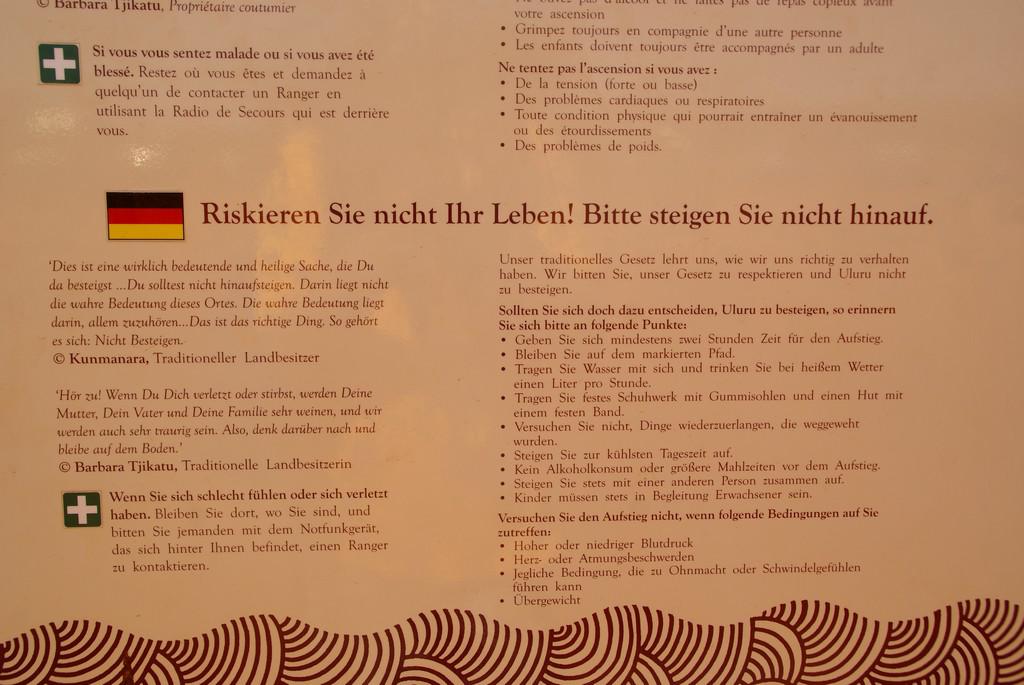 © Barbara Tjikatu, Propriétaire coutumier
Si vous vous sentez malade ou si vous avez été
blessé. Restez où vous êtes et demandez à
quelqu'un de contacter un Ranger en
utilisant la Radio de Secours qui est derrière
vous.
Ne buvez pas d'alcool et ne faites pas de repas copieux avant
votre ascension
• Grimpez toujours en compagnie d'une autre personne
• Les enfants doivent toujours être accompagnés par un adulte
Ne tentez pas l'ascension si vous avez :
• De la tension (forte ou basse)
• Des problèmes cardiaques ou respiratoires
• Toute condition physique qui pourrait entraîner un évanouissement
ou des étourdissements
• Des problèmes de poids.
Riskieren Sie nicht Ihr Leben! Bitte steigen Sie nicht hinauf.
'Dies ist eine wirklich bedeutende und heilige Sache, die Du
da besteigst ...Du solltest nicht hinaufsteigen. Darin liegt nicht
die wahre Bedeutung dieses Ortes. Die wahre Bedeutung liegt
darin, allem zuzuhören...Das ist das richtige Ding. So gehört
es sich: Nicht Besteigen.
© Kunmanara, Traditioneller Landbesitzer
'Hör zu! Wenn Du Dich verletzt oder stirbst, werden Deine
Mutter, Dein Vater und Deine Familie sehr weinen, und wir
werden auch sehr traurig sein. Also, denk darüber nach und
bleibe auf dem Boden.'
© Barbara Tjikatu, Traditionelle Landbesitzerin
Wenn Sie sich schlecht fühlen oder sich verletzt
haben. Bleiben Sie dort, wo Sie sind, und
bitten Sie jemanden mit dem Notfunkgerät,
das sich hinter Ihnen befindet, einen Ranger
zu kontaktieren.
Unser traditionelles Gesetz lehrt uns, wie wir uns richtig zu verhalten
haben. Wir bitten Sie, unser Gesetz zu respektieren und Uluru nicht
zu besteigen.
Sollten Sie sich doch dazu entscheiden, Uluru zu besteigen, so erinnern
Sie sich bitte an folgende Punkte:
• Geben Sie sich mindestens zwei Stunden Zeit für den Aufstieg.
• Bleiben Sie auf dem markierten Pfad.
• Tragen Sie Wasser mit sich und trinken Sie bei heißem Wetter
einen Liter pro Stunde.
• Tragen Sie festes Schuhwerk mit Gummisohlen und einen Hut mit
einem festen Band.
• Versuchen Sie nicht, Dinge wiederzuerlangen, die weggeweht
wurden.
• Steigen Sie zur kühlsten Tageszeit auf.
• Kein Alkoholkonsum oder größere Mahlzeiten vor dem Aufstieg.
• Steigen Sie stets mit einer anderen Person zusammen auf.
• Kinder müssen stets in Begleitung Erwachsener sein.
Versuchen Sie den Aufstieg nicht, wenn folgende Bedingungen auf Sie
zutreffen:
• Hoher oder niedriger Blutdruck
• Herz- oder Atmungsbeschwerden
• Jegliche Bedingung, die zu Ohnmacht oder Schwindelgefühlen
führen kann
• Übergewicht